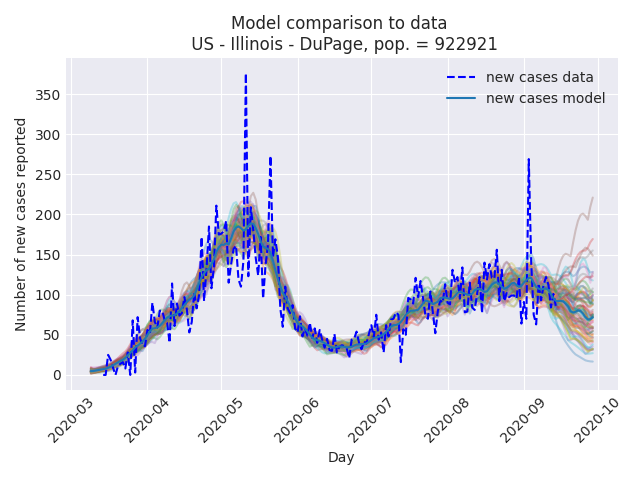 Model comparison to data
US - Illinois - DuPage, pop. = 922921
new cases data
new cases model
Number of new cases reported
350
300
250
200
150
100
50
0
2020-03
2020-04
2020-05
2020-06
2020-07
2020-08
2020-09
2020-10
Day